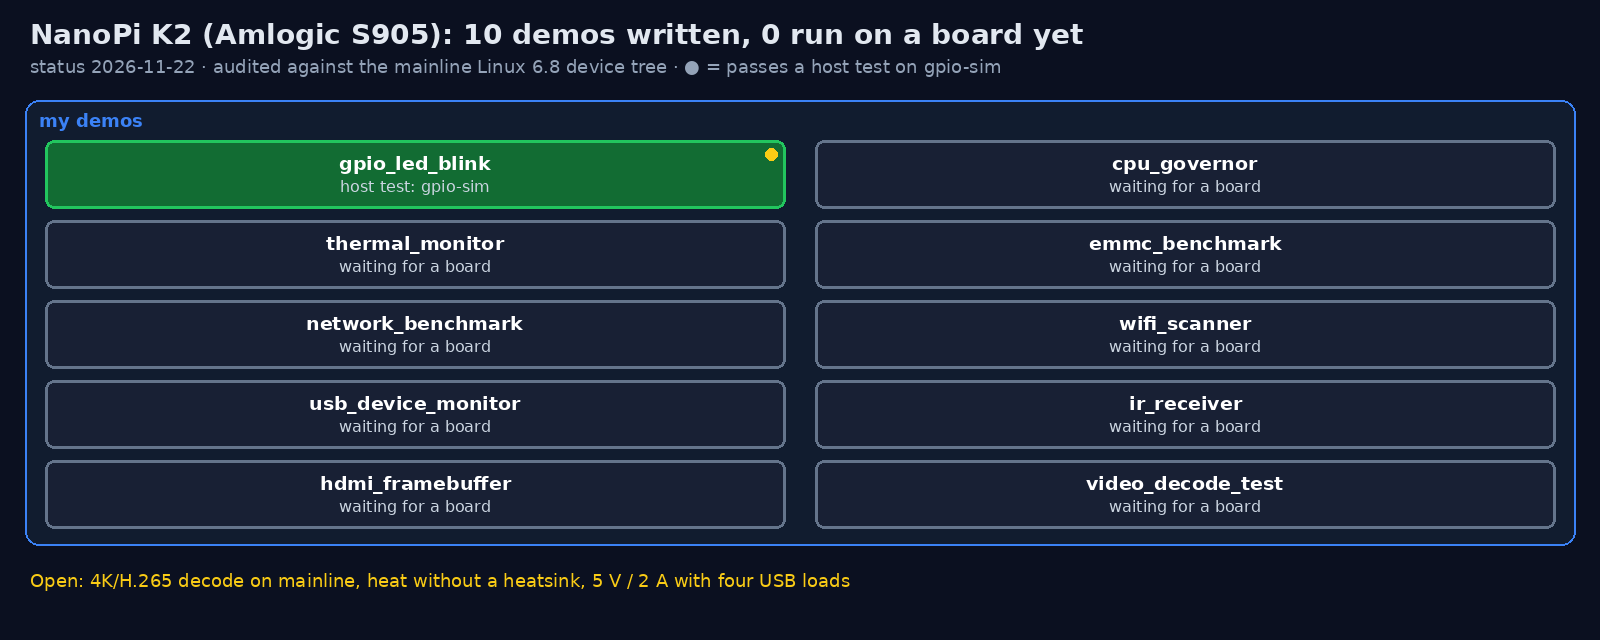 NanoPi K2 (Amlogic S905): 10 demos written, 0 run on a board yet
status 2026-11-22 · audited against the mainline Linux 6.8 device tree · ● = passes a host test on gpio-sim
my demos
gpio_led_blink
host test: gpio-sim
cpu_governor
waiting for a board
thermal_monitor
waiting for a board
emmc_benchmark
waiting for a board
network_benchmark
waiting for a board
wifi_scanner
waiting for a board
usb_device_monitor
waiting for a board
ir_receiver
waiting for a board
hdmi_framebuffer
waiting for a board
video_decode_test
waiting for a board
Open: 4K/H.265 decode on mainline, heat without a heatsink, 5 V / 2 A with four USB loads